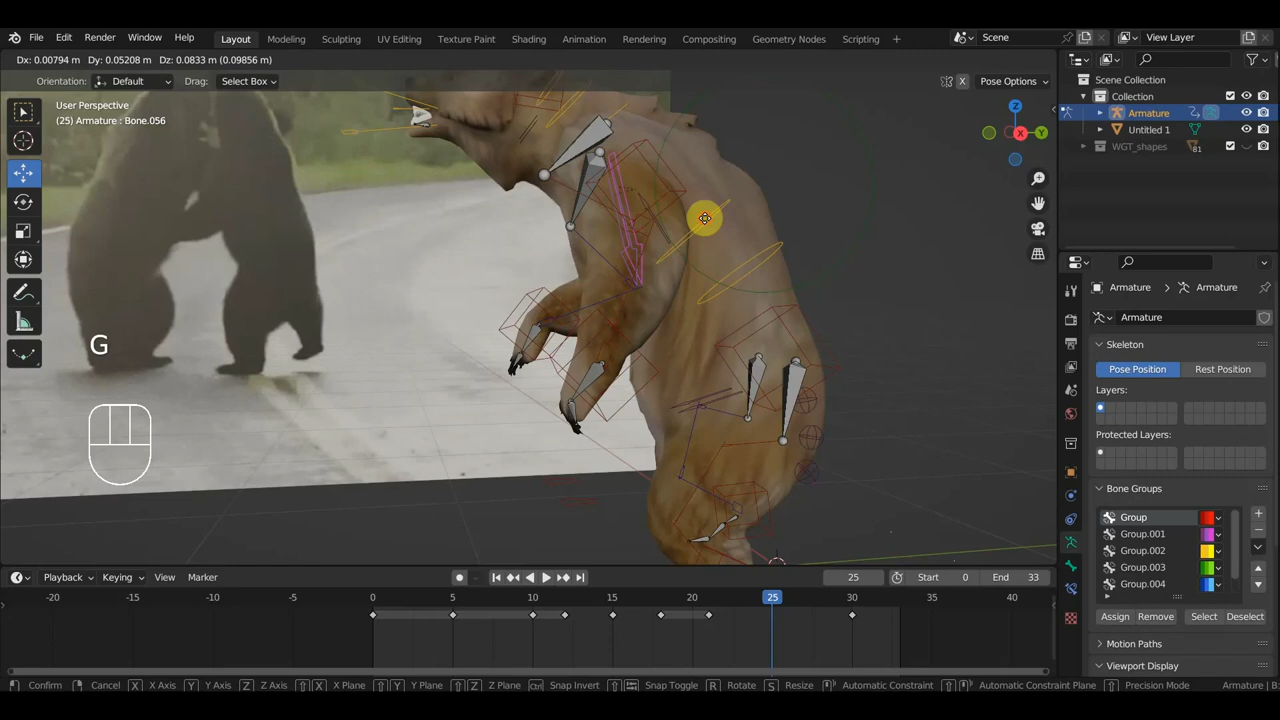 File Edit Render Window Help Layout Modeling Sculpting UV Editing Texture Paint Shading Animation Rendering Compositing Geometry Nodes Scripting + Scene View Layer
Dx: 0.00794 m Dy: 0.05208 m Dz: 0.0833 m (0.09856 m)
Orientation: Default Drag: Select Box X Pose Options
Scene Collection
Collection
Armature
Untitled 1
WGT_shapes 81
User Perspective
(25) Armature : Bone.056
Z
X Y
G
Armature > Armature
Armature
Skeleton
Pose Position Rest Position
Layers:
Protected Layers:
Bone Groups
Group
Group.001
Group.002
Group.003
Group.004
Assign Remove Select Deselect
Motion Paths
Viewport Display
Playback Keying View Marker 25 Start 0 End 33
-20 -15 -10 -5 0 5 10 15 20 25 30 35 40
Confirm Cancel X X Axis Y Y Axis Z Z Axis X X Plane Y Y Plane Z Z Plane Ctrl Snap Invert Snap Toggle R Rotate S Resize Automatic Constraint Automatic Constraint Plane Precision Mode Armature | B